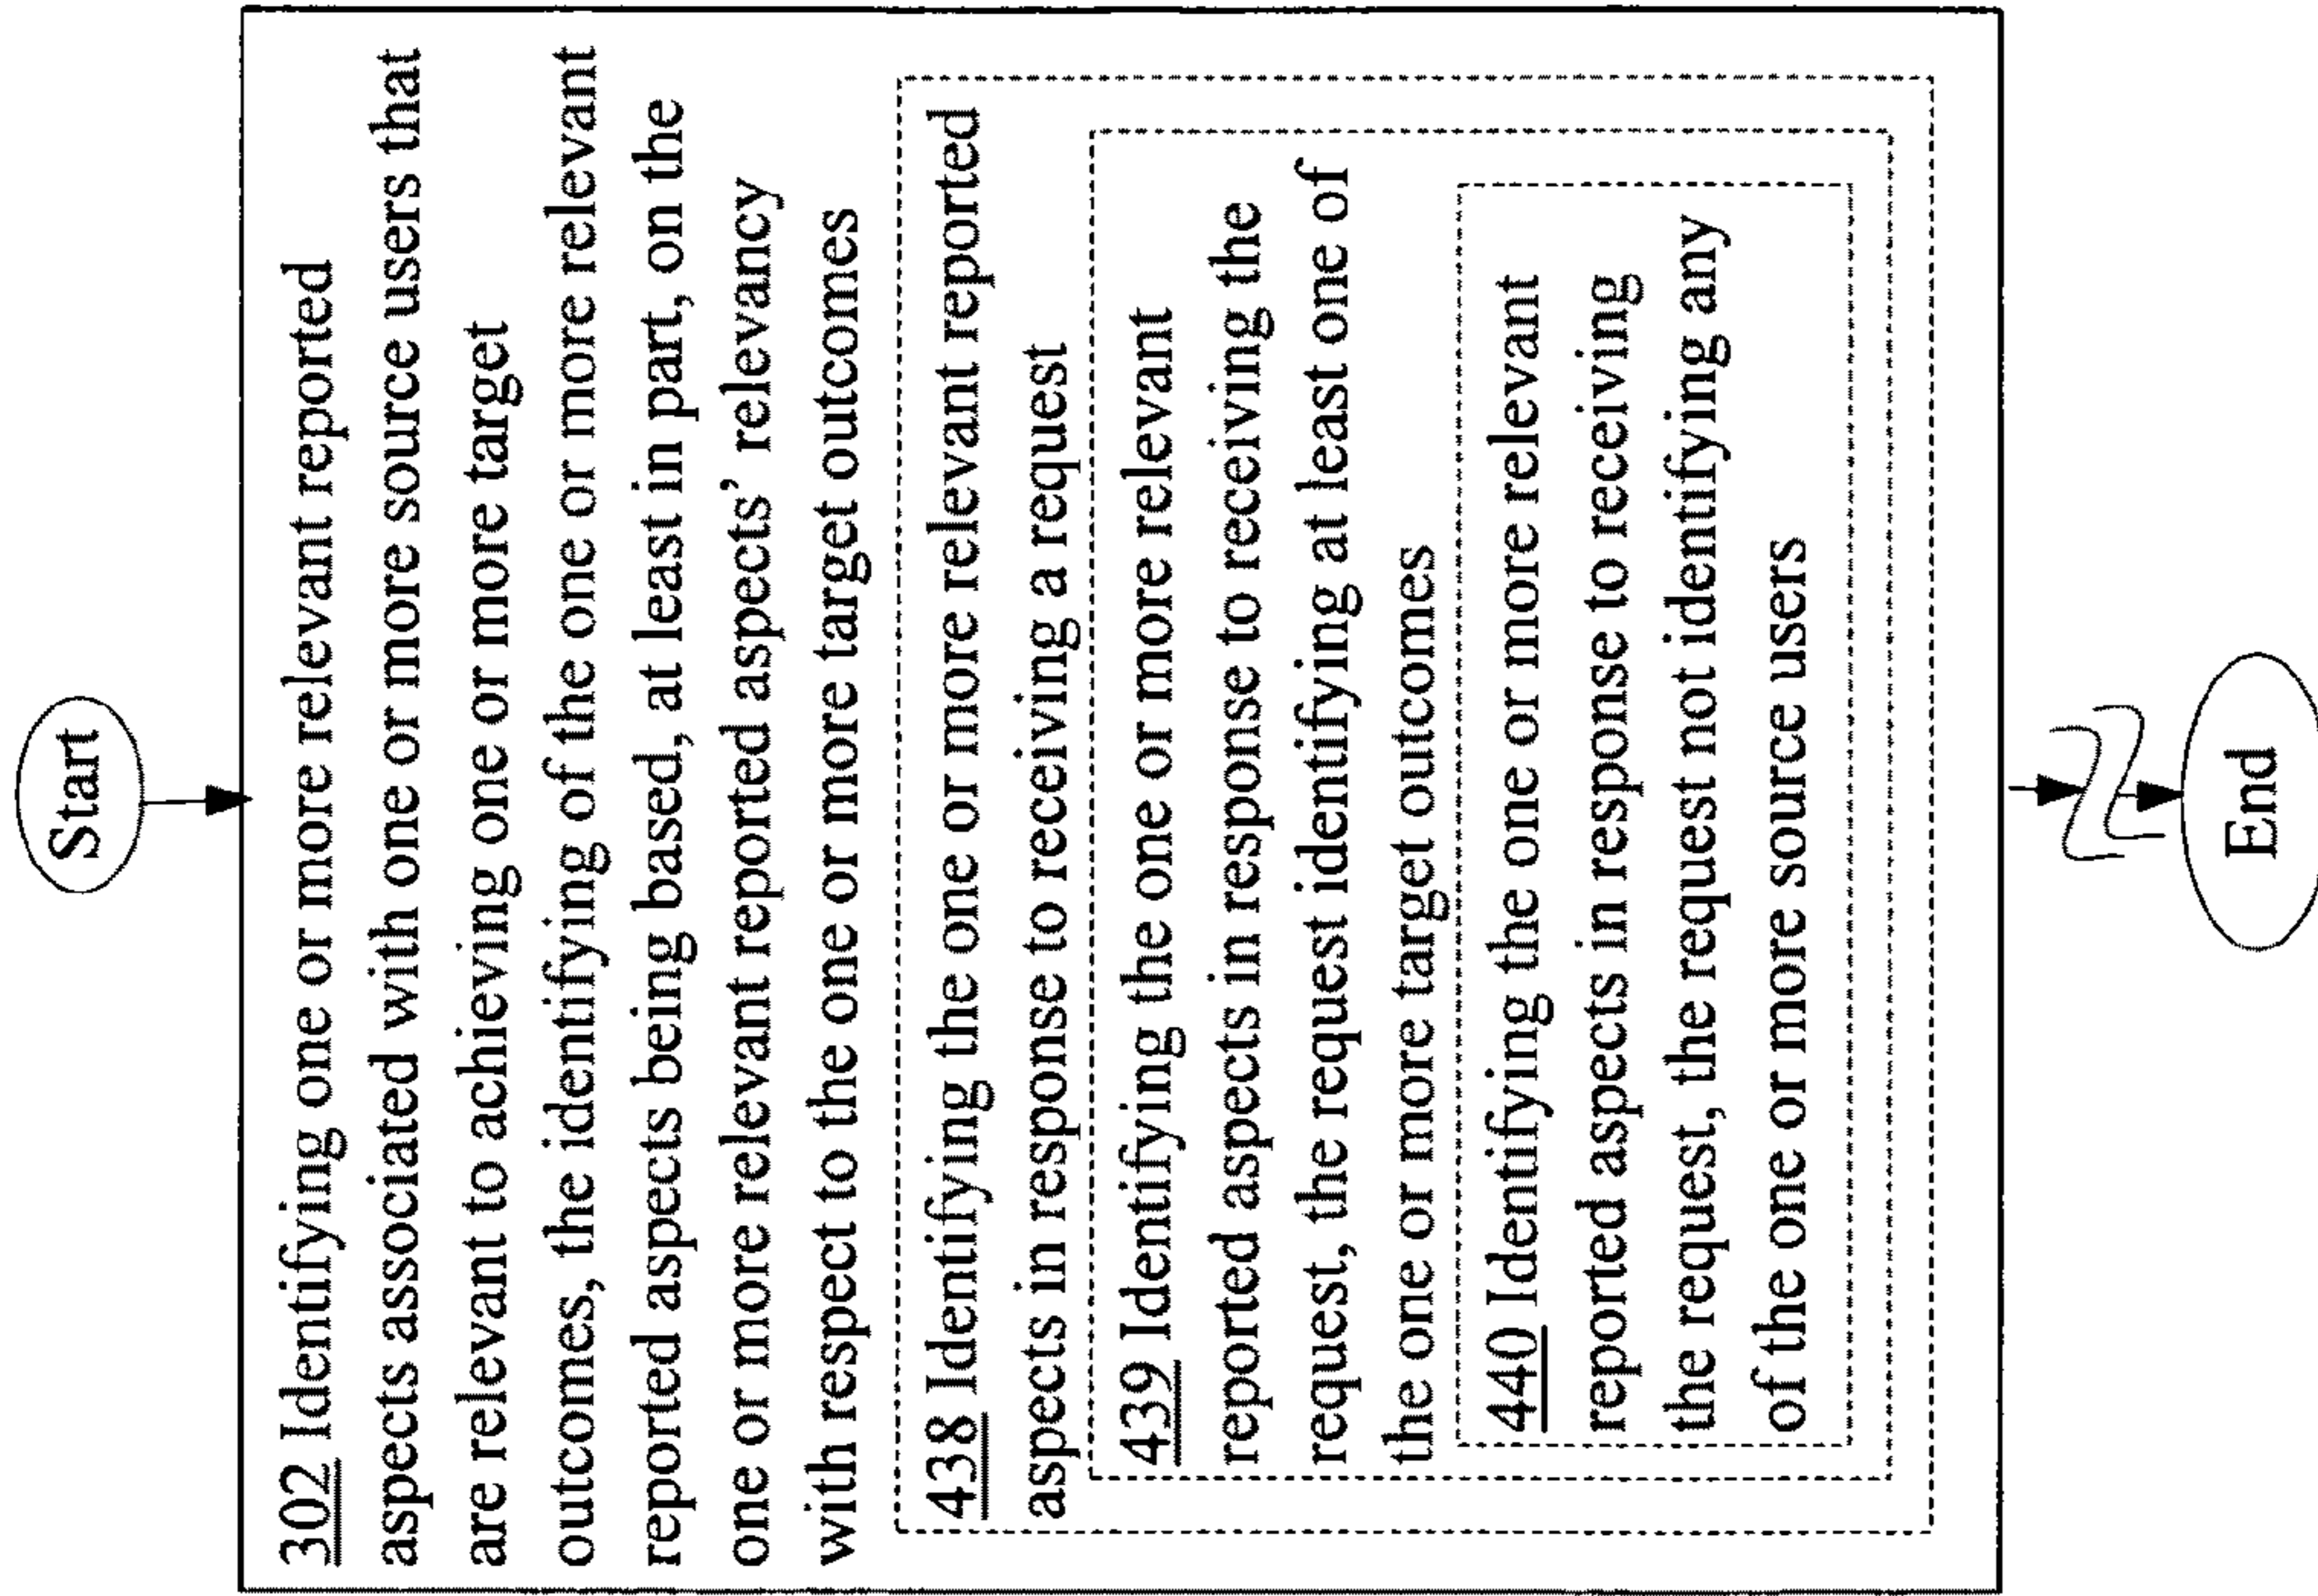 Start
302 Identifying one or more relevant reported
aspects associated with one or more source users that
are relevant to achieving one or more target
outcomes, the identifying of the one or more relevant
reported aspects being based, at least in part, on the
one or more relevant reported aspects’ relevancy
with respect to the one or more target outcomes
438 Identifying the one or more relevant reported
aspects in response to receiving a request
439 Identifying the one or more relevant
reported aspects in response to receiving the
request, the request identifying at least one of
the one or more target outcomes
440 Identifying the one or more relevant
reported aspects in response to receiving
the request, the request not identifying any
of the one or more source users
End